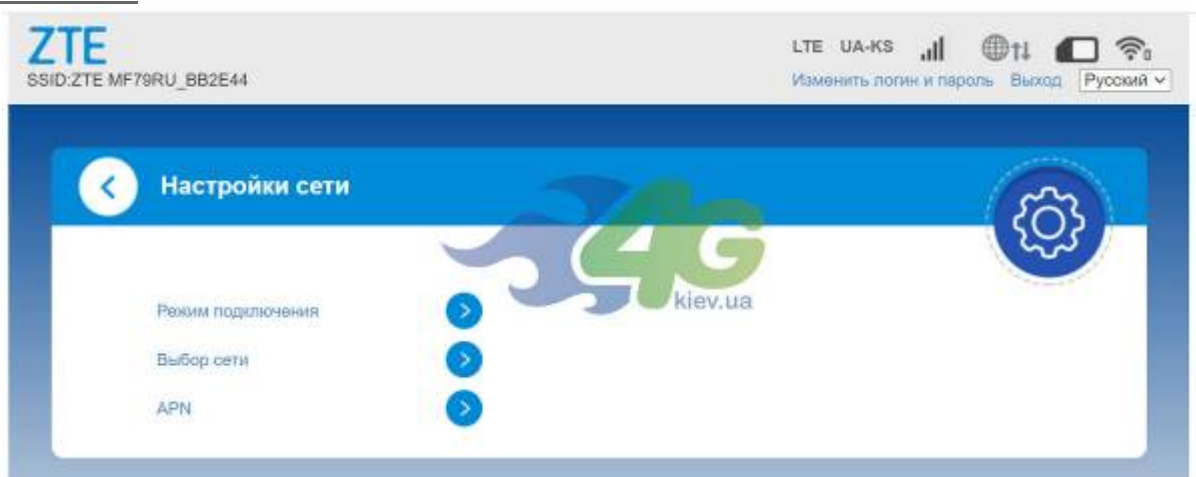 ZTE
SSID:ZTE MF79RU_BB2E44
LTE UA-KS
0
Изменить логин и пароль Выход Русский
Настройки сети
4G
kiev.ua
Режим подключения
Выбор сети
APN